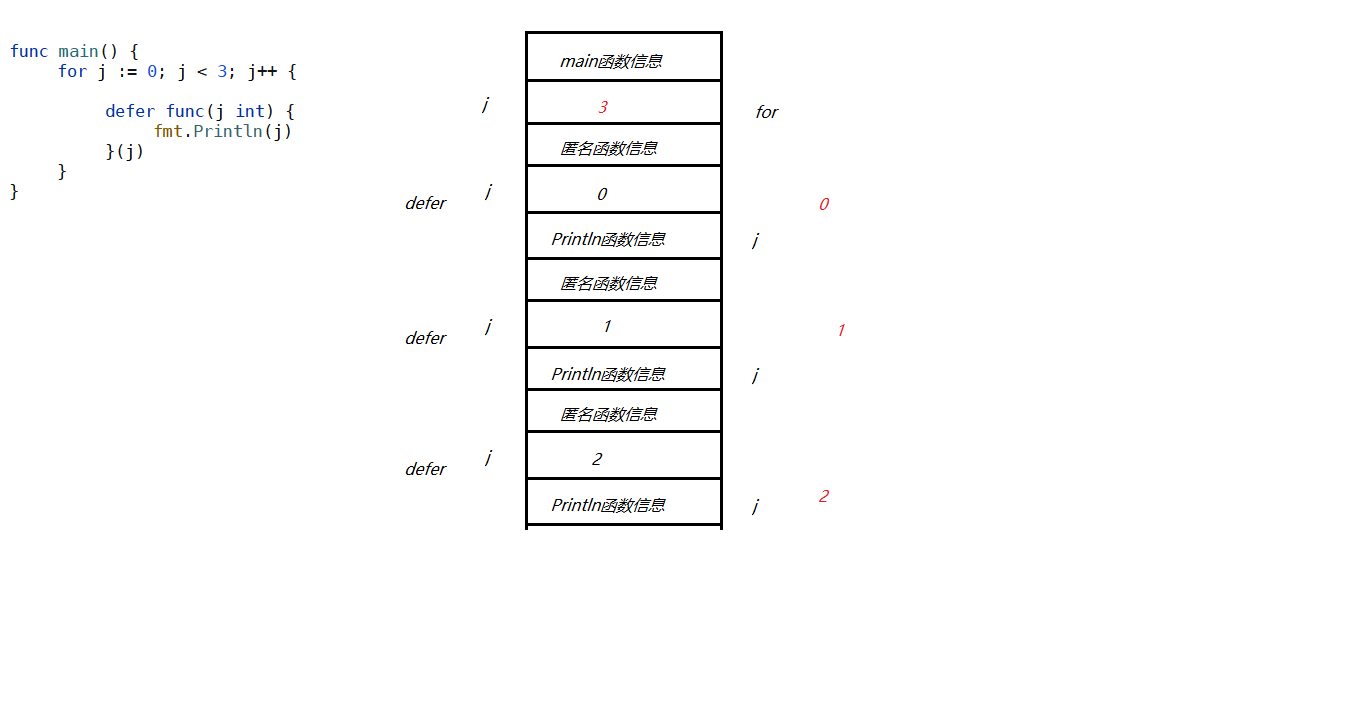 func main() {
for j := 0; j < 3; j++ {
defer func(j int) {
fmt.Println(j)
}(j)
}
}
main函数信息
j 3 for
匿名函数信息
defer j 0 0
Println函数信息 j
匿名函数信息
defer j 1 1
Println函数信息 j
匿名函数信息
defer j 2
Println函数信息 j 2